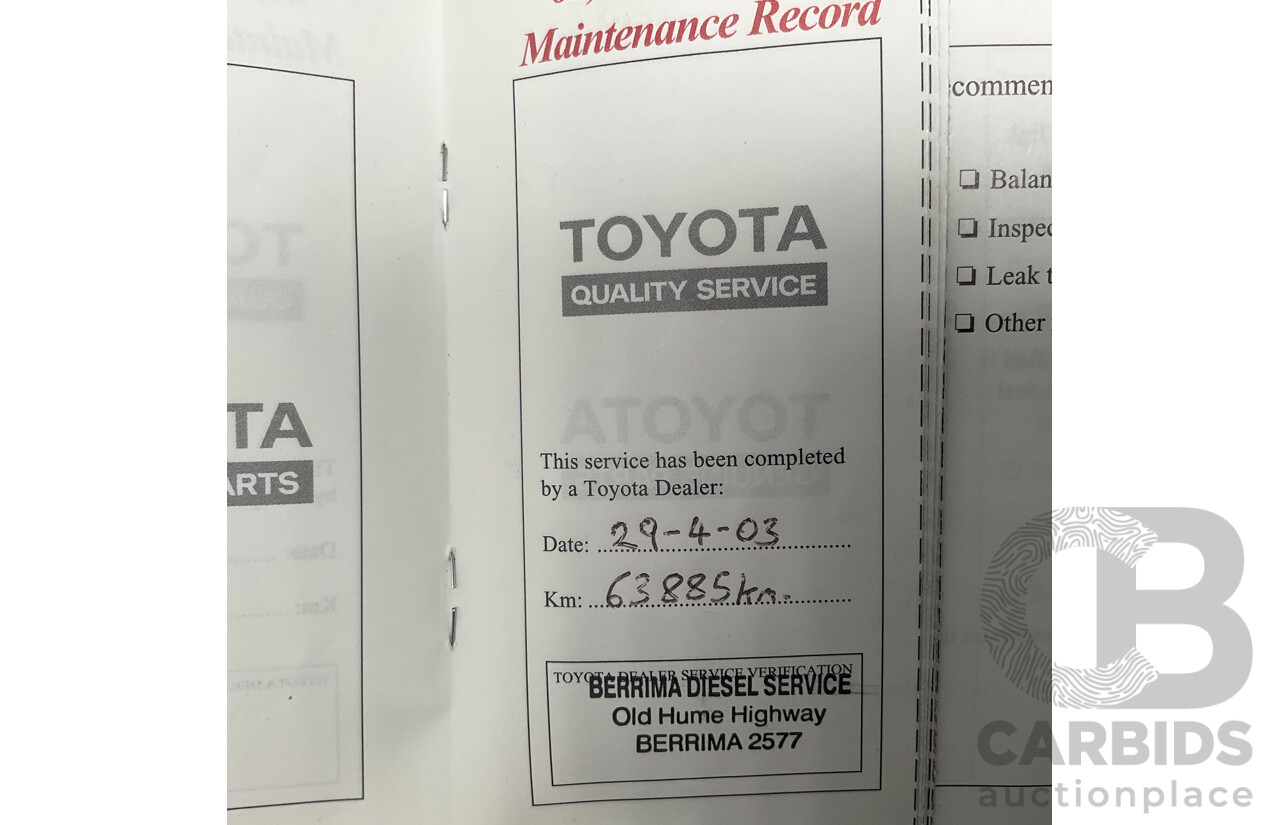 Maintenance Record
TOYOTA
QUALITY SERVICE
This service has been completed
by a Toyota Dealer:
Date: 29-4-03
Km: 63885km.
TOYOTA DEALER SERVICE VERIFICATION
BERRIMA DIESEL SERVICE
Old Hume Highway
BERRIMA 2577
TA
ARTS
commen
Balan
Inspec
Leak t
Other
CARBIDS
auctionplace